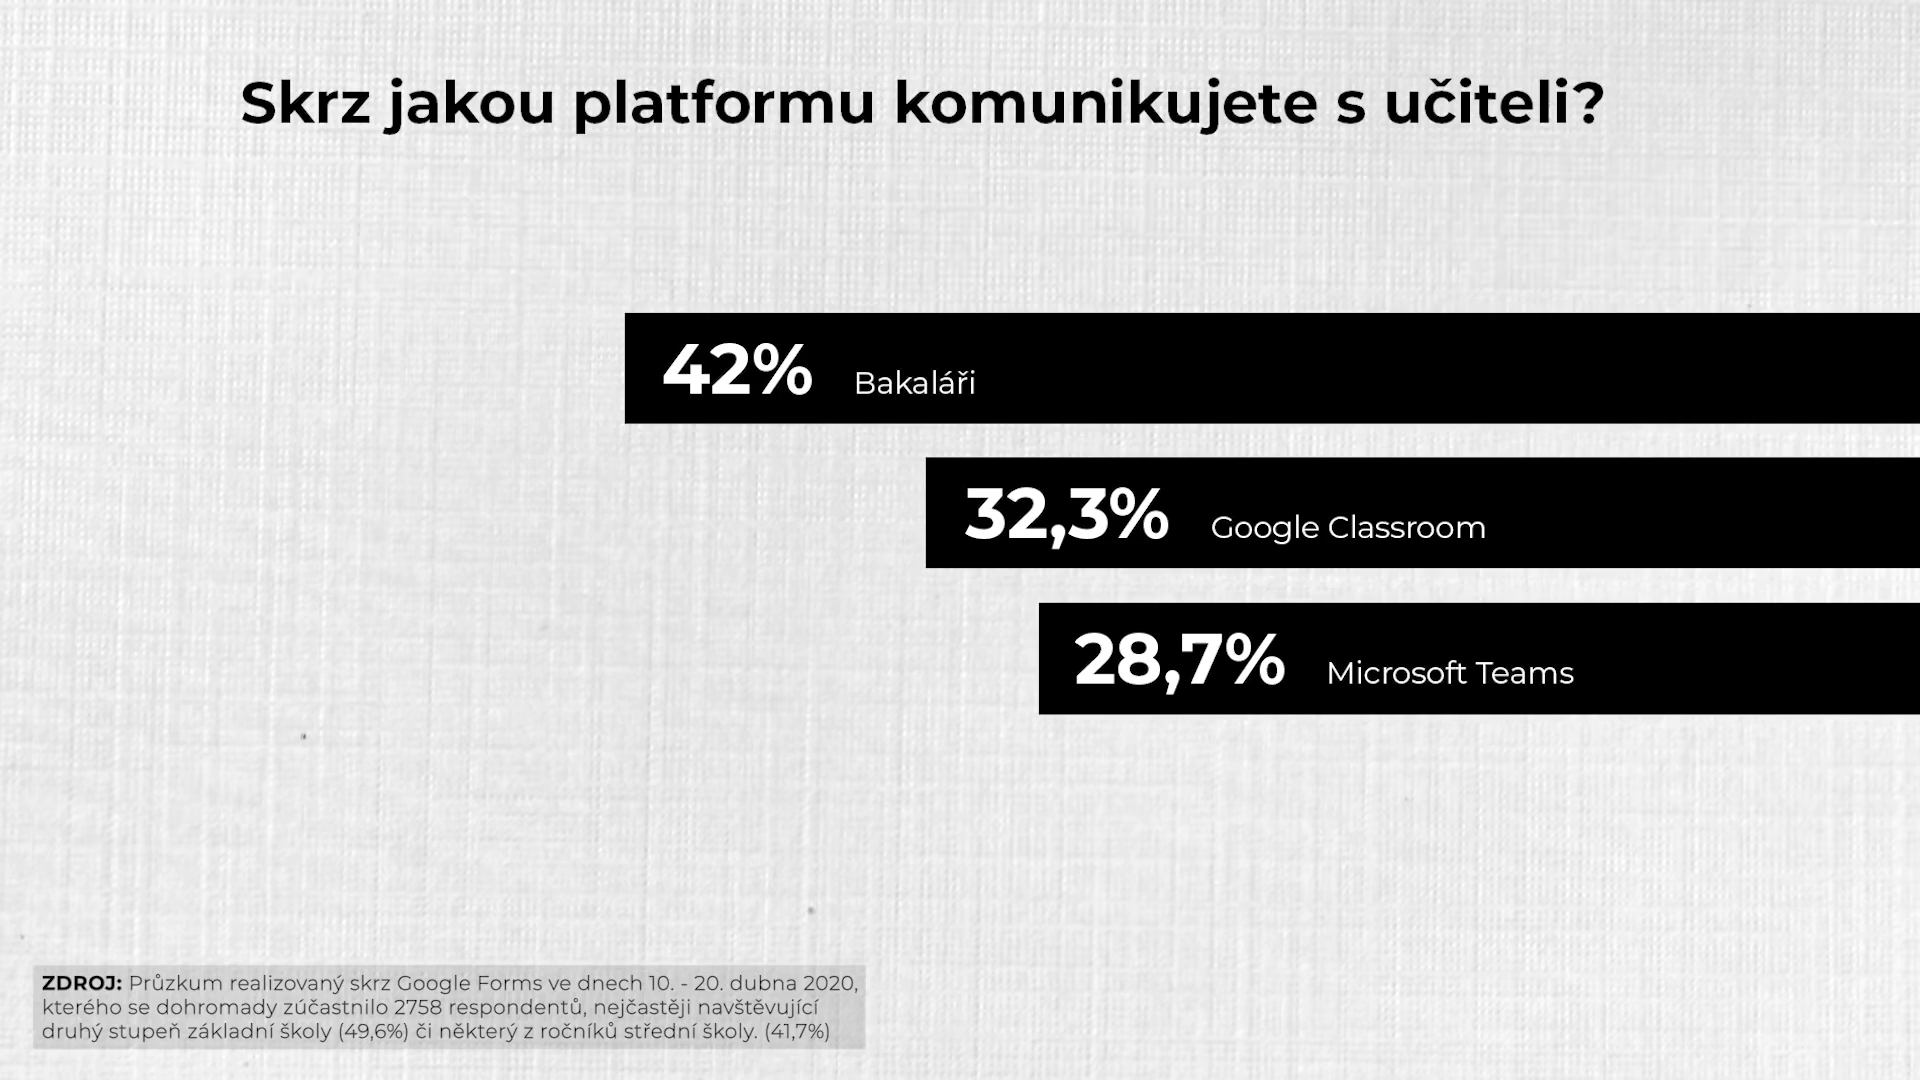 Skrz jakou platformu komunikujete s učiteli?
42% Bakaláři
32,3% Google Classroom
28,7% Microsoft Teams
ZDROJ: Průzkum realizovaný skrz Google Forms ve dnech 10. - 20. dubna 2020,
kterého se dohromady zúčastnilo 2758 respondentů, nejčastěji navštěvující
druhý stupeň základní školy (49,6%) či některý z ročníků střední školy. (41,7%)